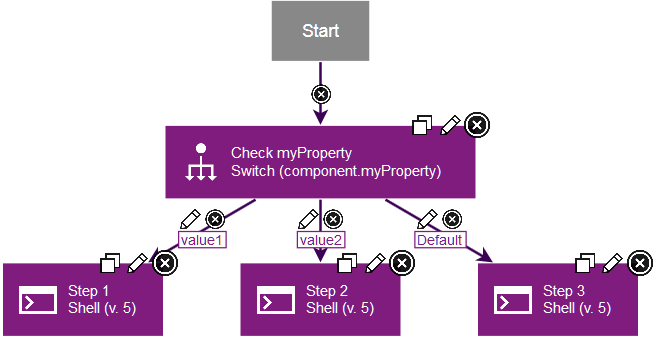 Start
Check myProperty
Switch (component.myProperty)
value1
value2
Default
Step 1
Shell (v. 5)
Step 2
Shell (v. 5)
Step 3
Shell (v. 5)